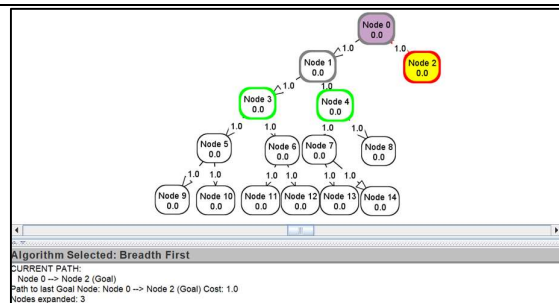 Node 0
0.0
1.0
1.0
Node 1
0.0
Node 2
0.0
1.0
1.0
Node 3
0.0
Node 4
0.0
1.0
1.0
1.0
1.0
Node 5
0.0
Node 6
0.0
Node 7
0.0
Node 8
0.0
1.0
1.0
1.0
1.0
1.0
1.0
Node 9
0.0
Node 10
0.0
Node 11
0.0
Node 12
0.0
Node 13
0.0
Node 14
0.0
Algorithm Selected: Breadth First
CURRENT PATH:
Node 0 --> Node 2 (Goal)
Path to last Goal Node: Node 0 --> Node 2 (Goal) Cost: 1.0
Nodes expanded: 3